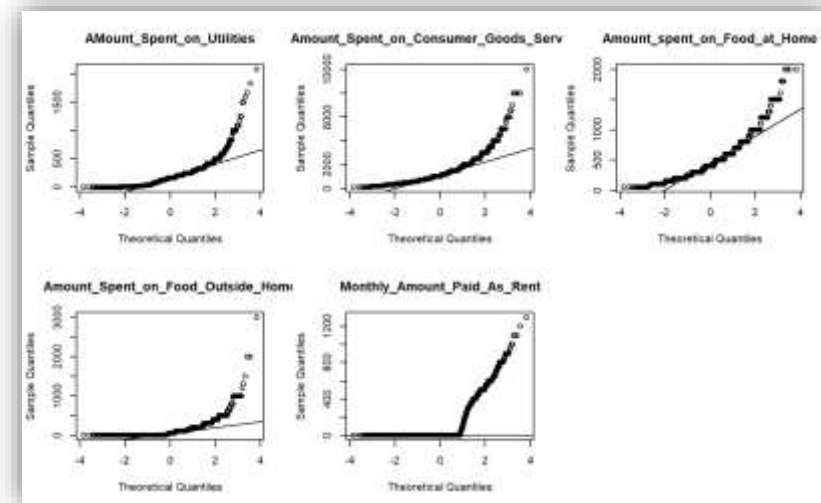 AMount_Spent_on_Utilities
Sample Quantiles
0 500 1500
-4 -2 0 2 4
Theoretical Quantiles
Amount_Spent_on_Consumer_Goods_Serv
Sample Quantiles
0 2000 6000 10000
-4 -2 0 2 4
Theoretical Quantiles
Amount_spent_on_Food_at_Home
Sample Quantiles
0 500 1000 2000
-4 -2 0 2 4
Theoretical Quantiles
Amount_Spent_on_Food_Outside_Home
Sample Quantiles
0 1000 2000 3000
-4 -2 0 2 4
Theoretical Quantiles
Monthly_Amount_Paid_As_Rent
Sample Quantiles
0 400 800 1200
-4 -2 0 2 4
Theoretical Quantiles